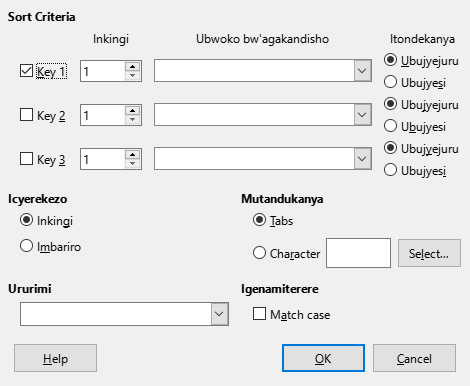 Sort Criteria
Inkingi Ubwoko bw'agakandisho Itondekanya
Key 1 1 Ubujyejuru
Ubujyesi
Key 2 1 Ubujyejuru
Ubujyesi
Key 3 1 Ubujyejuru
Ubujyesi
Icyerekezo Mutandukanya
Inkingi Tabs
Imbariro Character Select...
Ururimi Igenamiterere
Match case
Help OK Cancel